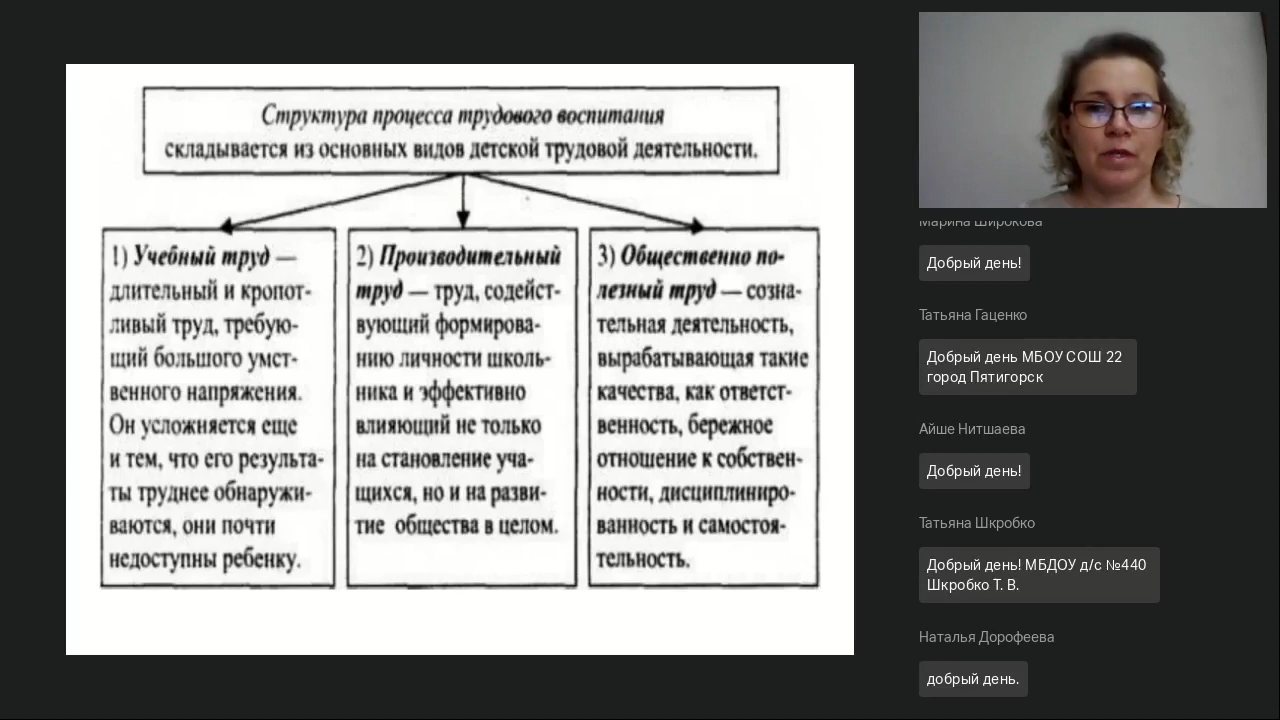 Структура процесса трудового воспитания
складывается из основных видов детской трудовой деятельности.
1) Учебный труд —
длительный и кропот-
ливый труд, требую-
щий большого умст-
венного напряжения.
Он усложняется еще
и тем, что его результа-
ты труднее обнаружи-
ваются, они почти
недоступны ребенку.
2) Производительный
труд — труд, содейст-
вующий формирова-
нию личности школь-
ника и эффективно
влияющий не только
на становление уча-
щихся, но и на разви-
тие общества в целом.
3) Общественно по-
лезный труд — созна-
тельная деятельность,
вырабатывающая такие
качества, как ответст-
венность, бережное
отношение к собствен-
ности, дисциплиниро-
ванность и самостоя-
тельность.
Марина Широкова
Добрый день!
Татьяна Гаценко
Добрый день МБОУ СОШ 22
город Пятигорск
Айше Нитшаева
Добрый день!
Татьяна Шкробко
Добрый день! МБДОУ д/с №440
Шкробко Т. В.
Наталья Дорофеева
добрый день.